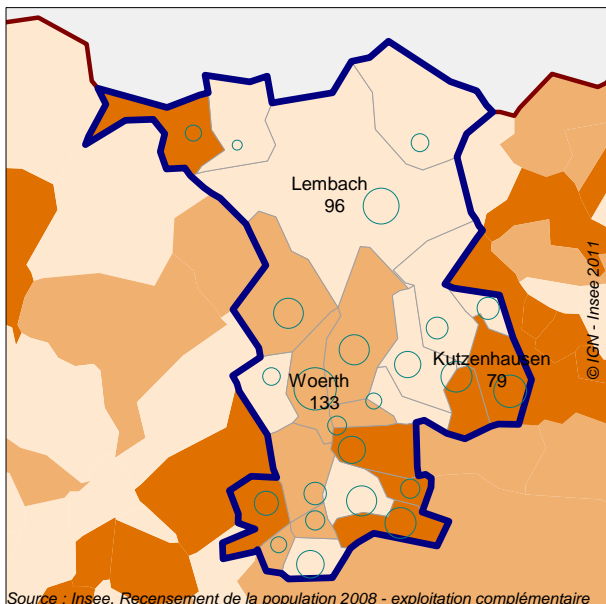 Lembach
96
© IGN - Insee 2011
Kutzenhausen
79
Woerth
133
Source : Insee, Recensement de la population 2008 - exploitation complémentaire